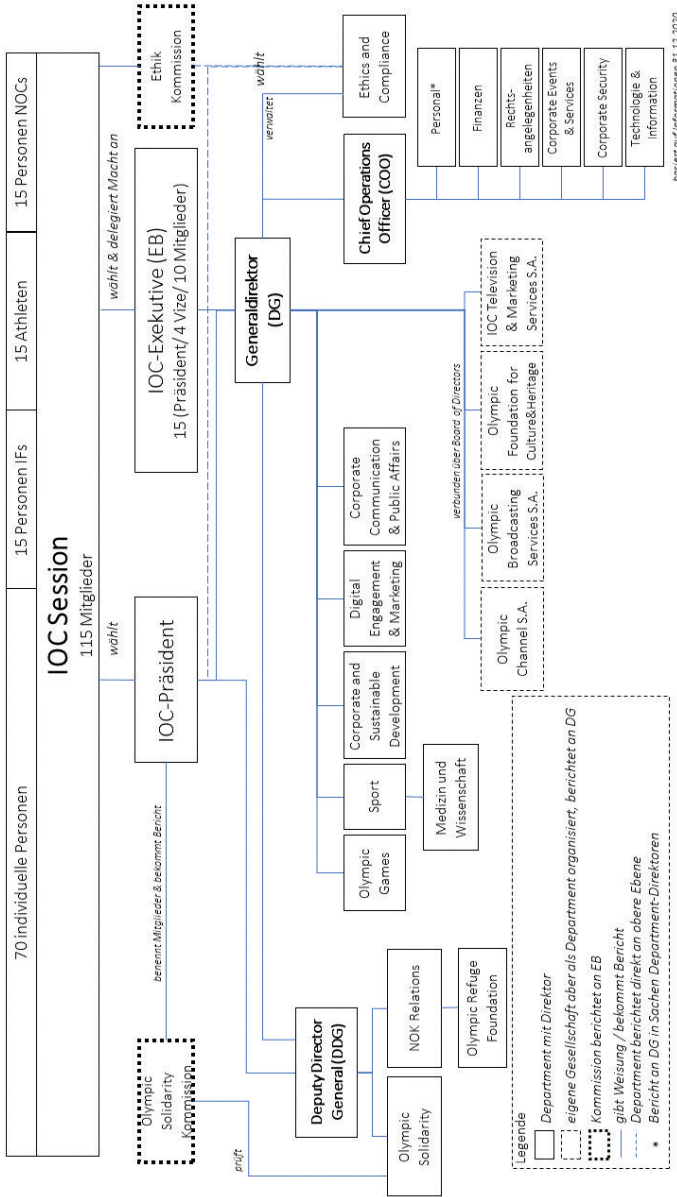 70 individuelle Personen
15 Personen IFs
15 Athleten
15 Personen NOCs
IOC Session
115 Mitglieder
wählt
wählt & delegiert Macht an
Olympic
Solidarity
Kommission
benennt Mitglieder & bekommt Bericht
IOC-Präsident
IOC-Exekutive (EB)
15 (Präsident/ 4 Vize/ 10 Mitglieder)
Ethik
Kommission
wählt
prüft
verwaltet
Deputy Director
General (DDG)
Generaldirektor
(DG)
Ethics and
Compliance
Chief Operations
Officer (COO)
Olympic
Solidarity
NOK Relations
Olympic Refuge
Foundation
Olympic
Games
Sport
Medizin und
Wissenschaft
Corporate and
Sustainable
Development
Digital
Engagement
& Marketing
Corporate
Communication
& Public Affairs
Personal*
Finanzen
Rechts-
angelegenheiten
Corporate Events
& Services
Corporate Security
Technologie &
Information
verbunden über Board of Directors
Olympic
Channel S.A.
Olympic
Broadcasting
Services S.A.
Olympic
Foundation for
Culture&Heritage
IOC Television
& Marketing
Services S.A.
Legende
Department mit Direktor
eigene Gesellschaft aber als Department organisiert, berichtet an DG
Kommission berichtet an EB
gibt Weisung / bekommt Bericht
Department berichtet direkt an obere Ebene
* Bericht an DG in Sachen Department-Direktoren
basiert auf Informationen 31.12.2020